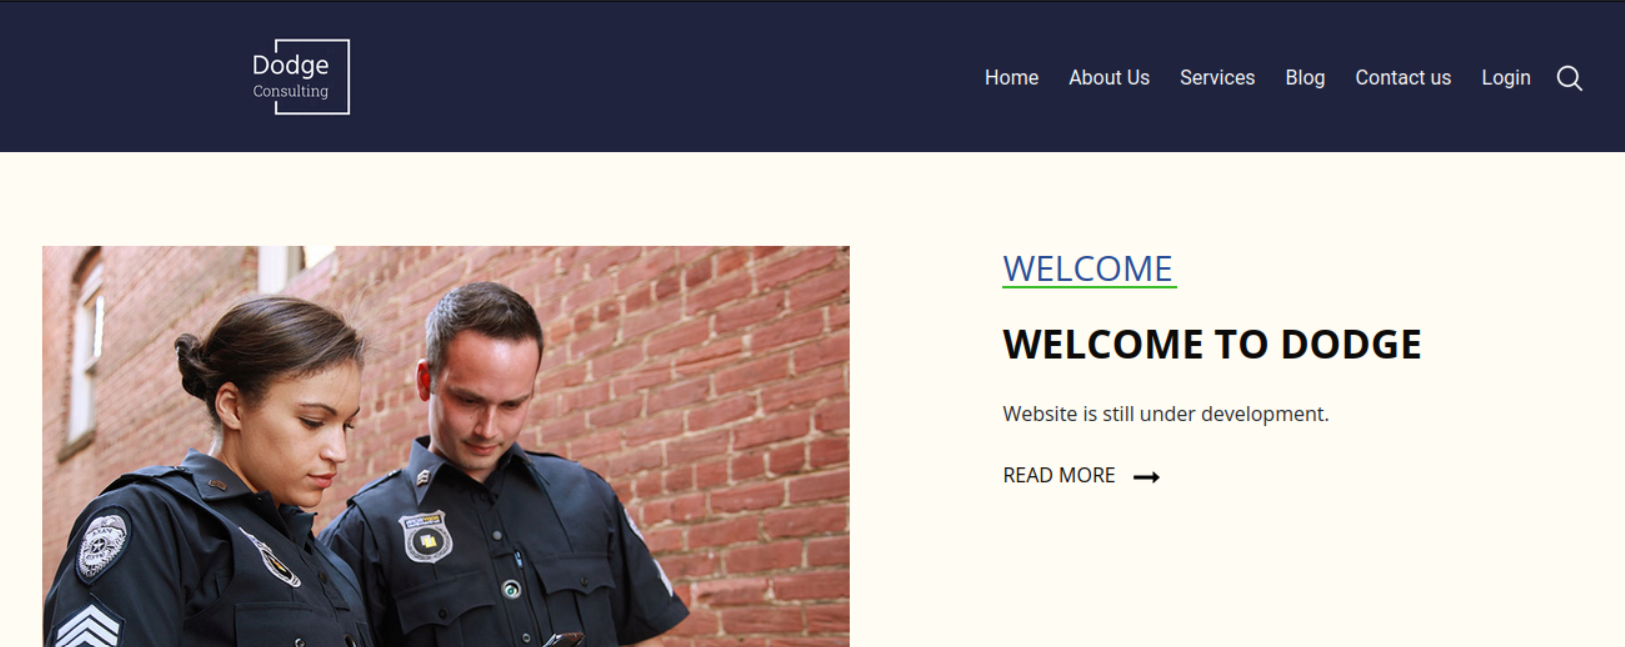 Dodge
Consulting
Home About Us Services Blog Contact us Login
WELCOME
WELCOME TO DODGE
Website is still under development.
READ MORE